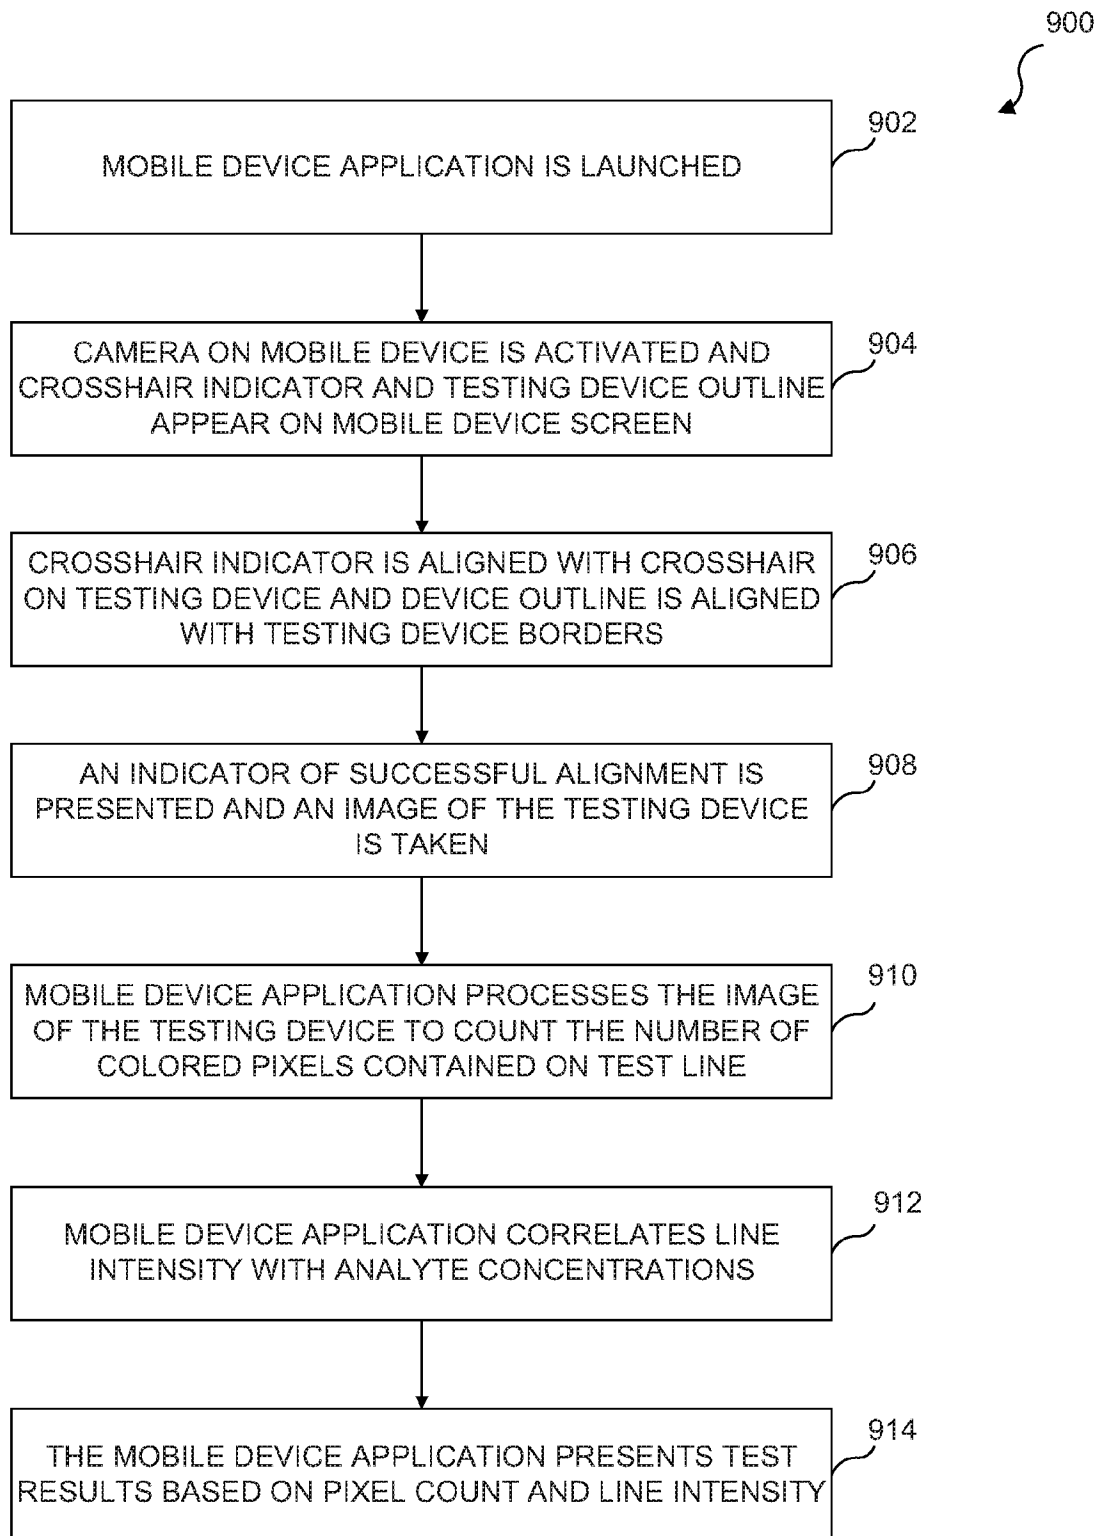 900
902
MOBILE DEVICE APPLICATION IS LAUNCHED
904
CAMERA ON MOBILE DEVICE IS ACTIVATED AND
CROSSHAIR INDICATOR AND TESTING DEVICE OUTLINE
APPEAR ON MOBILE DEVICE SCREEN
906
CROSSHAIR INDICATOR IS ALIGNED WITH CROSSHAIR
ON TESTING DEVICE AND DEVICE OUTLINE IS ALIGNED
WITH TESTING DEVICE BORDERS
908
AN INDICATOR OF SUCCESSFUL ALIGNMENT IS
PRESENTED AND AN IMAGE OF THE TESTING DEVICE
IS TAKEN
910
MOBILE DEVICE APPLICATION PROCESSES THE IMAGE
OF THE TESTING DEVICE TO COUNT THE NUMBER OF
COLORED PIXELS CONTAINED ON TEST LINE
912
MOBILE DEVICE APPLICATION CORRELATES LINE
INTENSITY WITH ANALYTE CONCENTRATIONS
914
THE MOBILE DEVICE APPLICATION PRESENTS TEST
RESULTS BASED ON PIXEL COUNT AND LINE INTENSITY